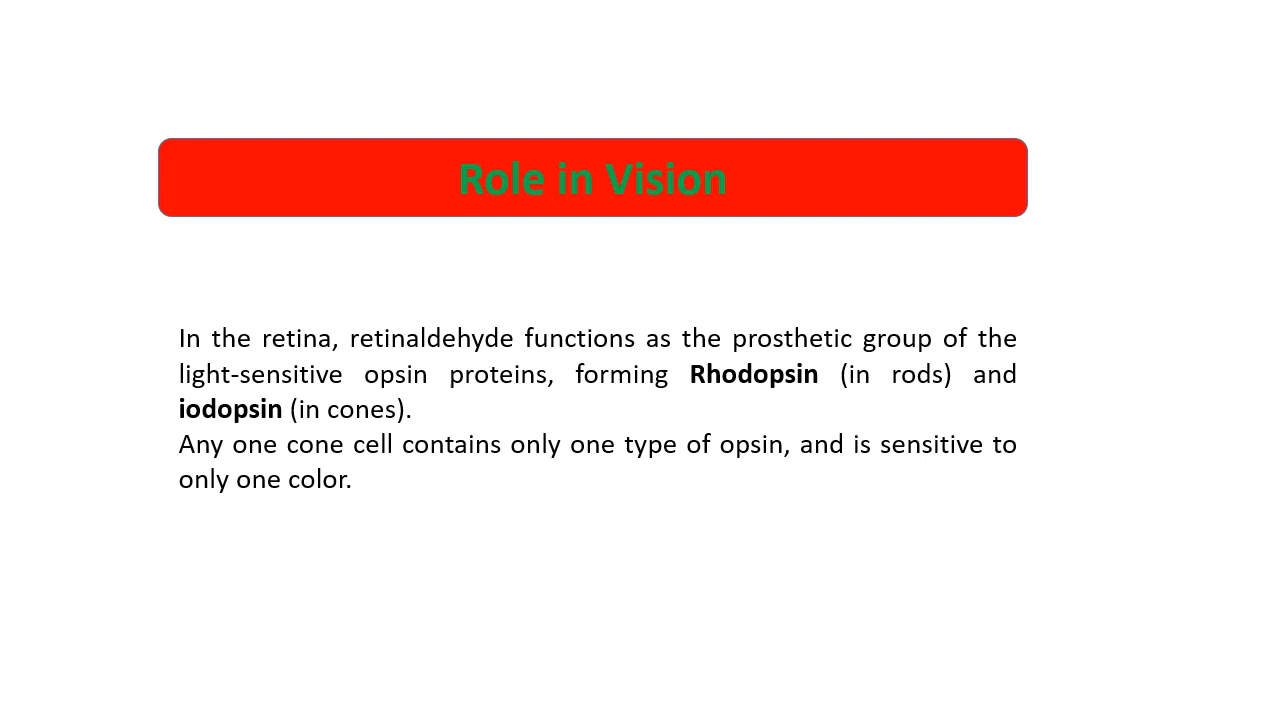 Role in Vision
In the retina, retinaldehyde functions as the prosthetic group of the
light-sensitive opsin proteins, forming Rhodopsin (in rods) and
iodopsin (in cones).
Any one cone cell contains only one type of opsin, and is sensitive to
only one color.